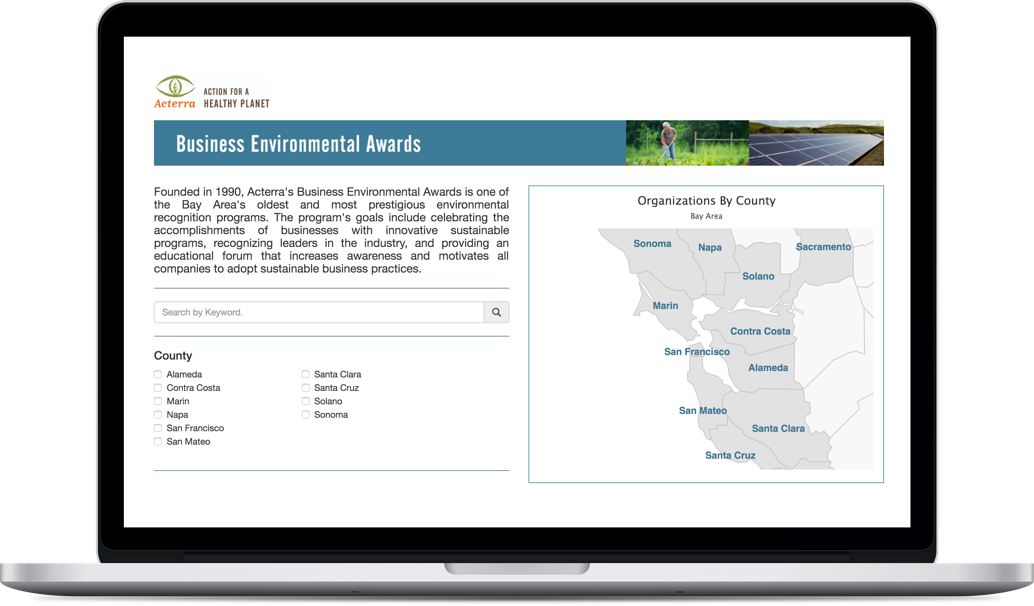 Acterra
ACTION FOR A
HEALTHY PLANET
Business Environmental Awards
Founded in 1990, Acterra's Business Environmental Awards is one of
the Bay Area's oldest and most prestigious environmental
recognition programs. The program's goals include celebrating the
accomplishments of businesses with innovative sustainable
programs, recognizing leaders in the industry, and providing an
educational forum that increases awareness and motivates all
companies to adopt sustainable business practices.
Search by Keyword.
County
Alameda
Contra Costa
Marin
Napa
San Francisco
San Mateo
Santa Clara
Santa Cruz
Solano
Sonoma
Organizations By County
Bay Area
Sonoma
Napa
Sacramento
Solano
Marin
Contra Costa
San Francisco
Alameda
San Mateo
Santa Clara
Santa Cruz